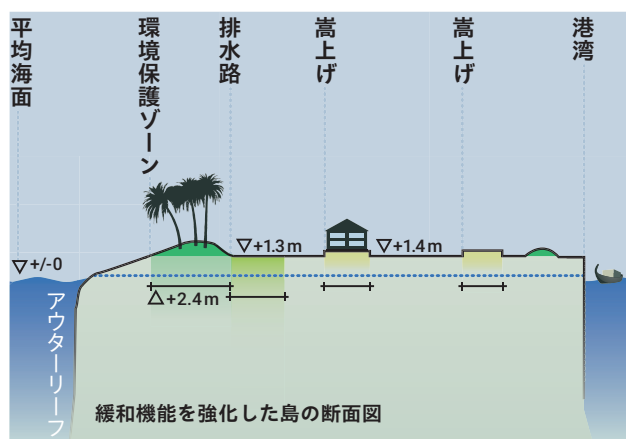 平均海面
環境保護ゾーン
排水路
嵩上げ
嵩上げ
港湾
▽+1.3m
▽+1.4m
▽+/-0
△+2.4m
アウターリーフ
緩和機能を強化した島の断面図